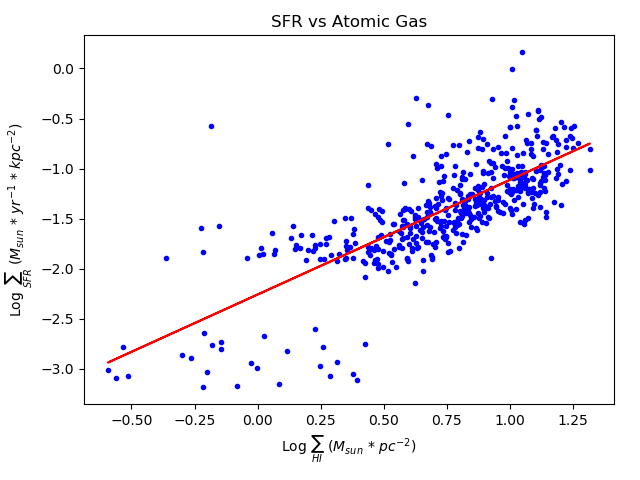 SFR vs Atomic Gas
0.0
−0.5
−1.0
−1.5
−2.0
−2.5
−3.0
Log ∑SFR (Msun * yr−1 * kpc−2)
−0.50 −0.25 0.00 0.25 0.50 0.75 1.00 1.25
Log ∑HI (Msun * pc−2)